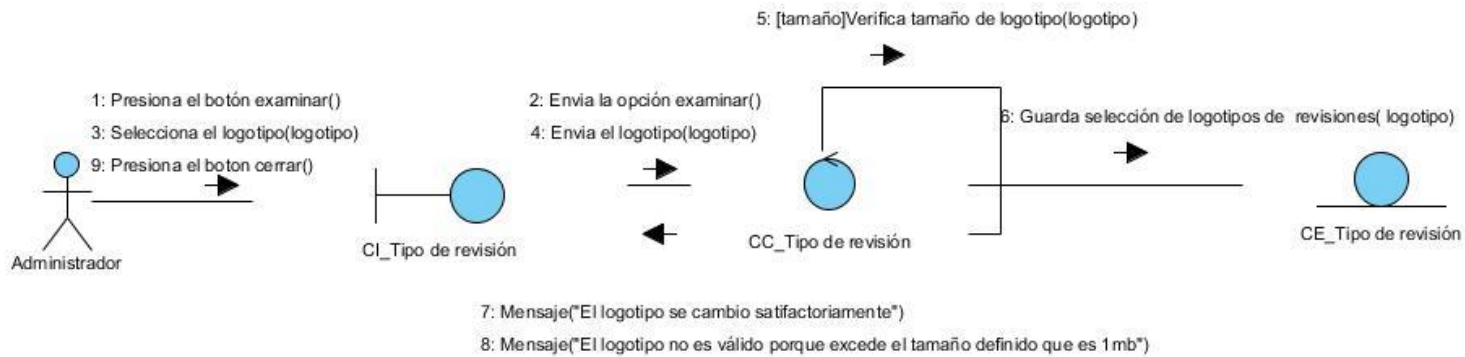 5: [tamaño]Verifica tamaño de logotipo(logotipo)
1: Presiona el botón examinar()
3: Selecciona el logotipo(logotipo)
9: Presiona el boton cerrar()
2: Envia la opción examinar()
4: Envia el logotipo(logotipo)
6: Guarda selección de logotipos de revisiones( logotipo)
Administrador
CI_Tipo de revisión
CC_Tipo de revisión
CE_Tipo de revisión
7: Mensaje("El logotipo se cambio satifactoriamente")
8: Mensaje("El logotipo no es válido porque excede el tamaño definido que es 1mb")